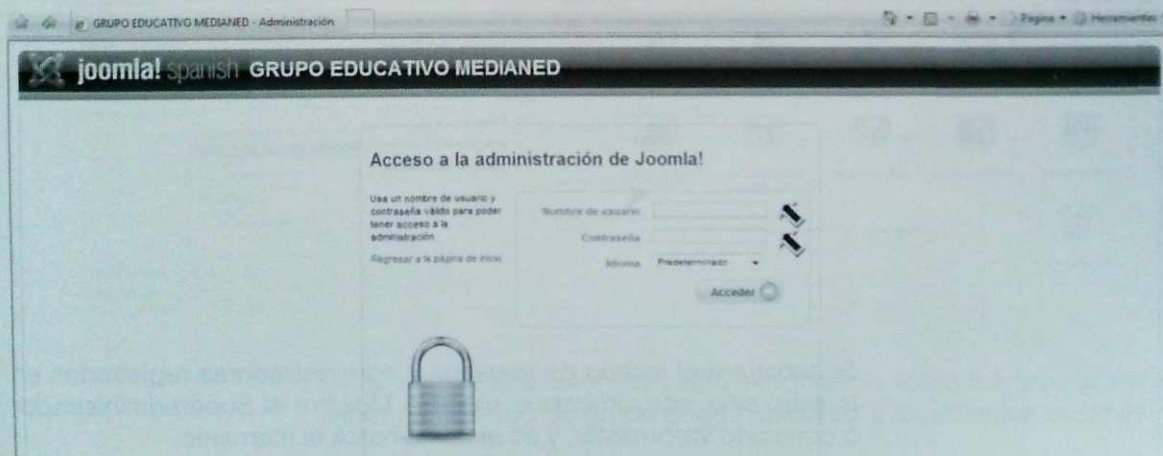 GRUPO EDUCATIVO MEDIANED - Administración
Página Herramientas
joomla! spanish GRUPO EDUCATIVO MEDIANED
Acceso a la administración de Joomla!
Usa un nombre de usuario y
contraseña válido para poder
tener acceso a la
administración
Regresar a la página de inicio
Nombre de usuario
Contraseña
Idioma Predeterminado
Acceder